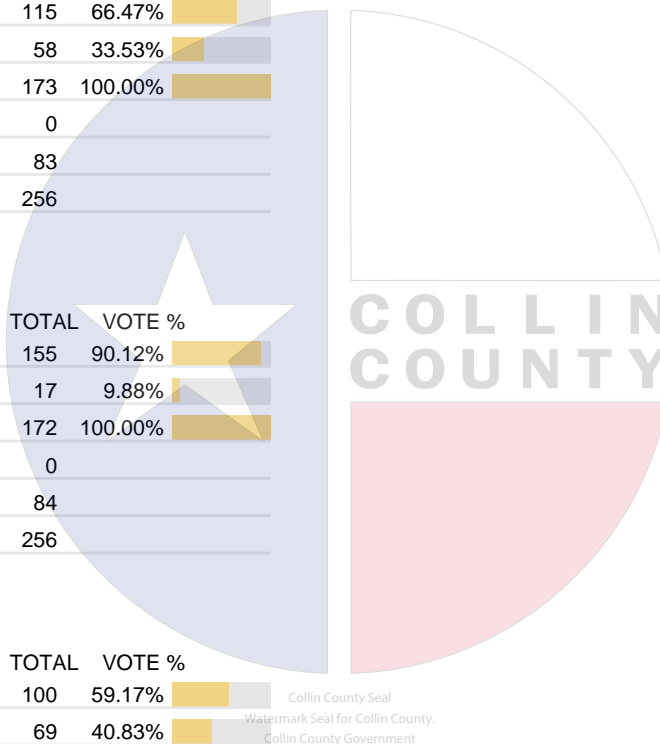 115 66.47%
58 33.53%
173 100.00%
0
83
256
TOTAL VOTE %
155 90.12%
17 9.88%
172 100.00%
0
84
256
TOTAL VOTE %
100 59.17%
69 40.83%
COLLIN
COUNTY
Collin County Seal
Watermark Seal for Collin County.
Collin County Government